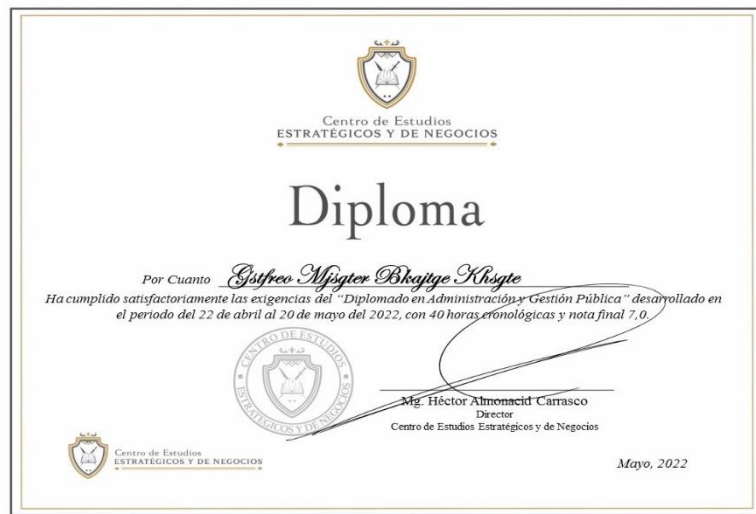 Centro de Estudios
ESTRATÉGICOS Y DE NEGOCIOS
Diploma
Por Cuanto Gstfreo Mjsgter Bkajtge Khsgte
Ha cumplido satisfactoriamente las exigencias del "Diplomado en Administración y Gestión Pública" desarrollado en
el periodo del 22 de abril al 20 de mayo del 2022, con 40 horas cronológicas y nota final 7,0.
CENTRO DE ESTUDIOS
ESTRATÉGICOS Y DE NEGOCIOS
Mg. Héctor Almonacid Carrasco
Director
Centro de Estudios Estratégicos y de Negocios
Centro de Estudios
ESTRATÉGICOS Y DE NEGOCIOS
Mayo, 2022